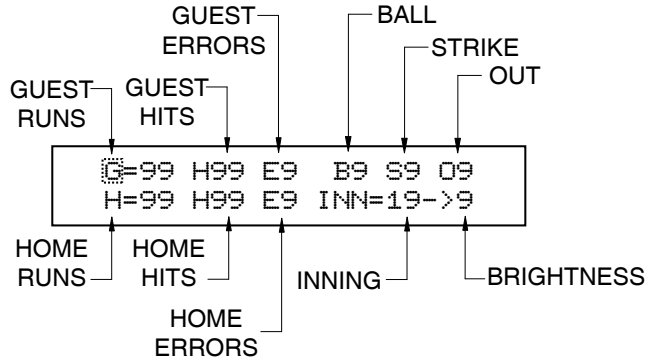 GUEST
ERRORS
BALL
STRIKE
OUT
GUEST
RUNS
GUEST
HITS
G=99 H99 E9 B9 S9 O9
H=99 H99 E9 INN=19->9
HOME
RUNS
HOME
HITS
INNING
BRIGHTNESS
HOME
ERRORS